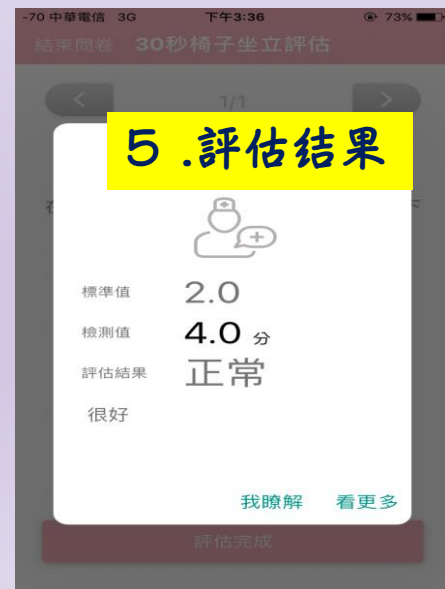 -70 中華電信 3G 下午3:36 73%
結束問卷 30秒椅子坐立評估
1/1
5.評估结果
在
下
標準值 2.0
檢測值 4.0 分
評估結果 正常
很好
我瞭解 看更多
評估完成